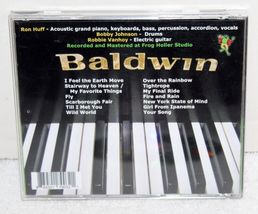 Ron Huff - Acoustic grand piano, keyboards, bass, percussion, accordion, vocals
Bobby Johnson - Drums
Robbie Vanhoy - Electric guitar
Recorded and Mastered at Frog Holler Studio
Baldwin
I Feel the Earth Move
Stairway to Heaven /
My Favorite Things
Fly
Scarborough Fair
Till I Met You
Wild World
Over the Rainbow
Tightrope
My Final Ride
Fire and Rain
New York State of Mind
Girl From Ipanema
Your Song